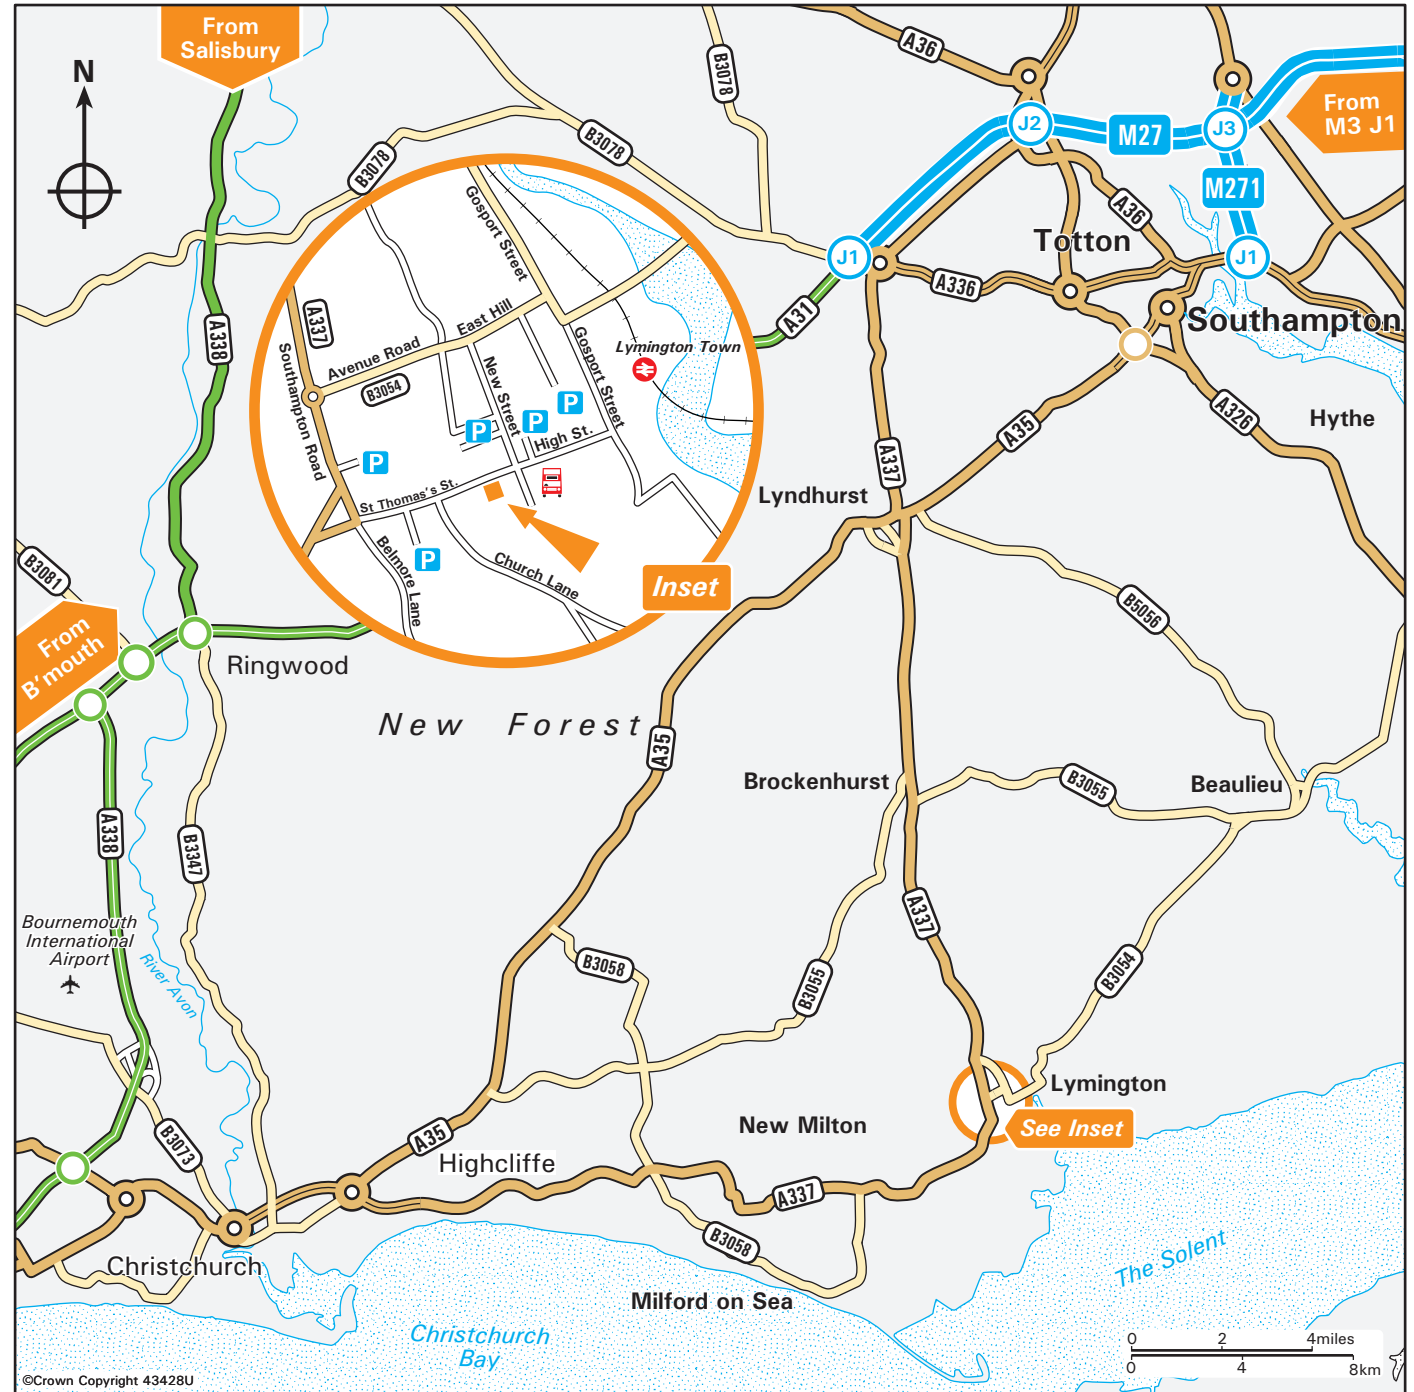 From
Salisbury
N
A36
B3078
From
M3 J1
J2
M27
J3
B3078
B3078
M271
A36
Totton
J1
J1
A336
A31
A338
Southampton
Gosport Street
A337
East Hill
Avenue Road
B3054
Southampton Road
New Street
Gosport Street
Lymington Town
P
P
P
P
High St.
St Thomas's St.
P
Belmore Lane
Church Lane
Inset
Hythe
A326
A35
A337
Lyndhurst
B3081
B5056
From
B'mouth
Ringwood
New Forest
A35
Brockenhurst
B3055
Beaulieu
A338
B3347
Bournemouth
International
Airport
River Avon
A337
B3058
B3055
B3054
Lymington
See Inset
New Milton
B3073
A35
Highcliffe
A337
B3058
Christchurch
Milford on Sea
The Solent
Christchurch
Bay
0 2 4miles
0 4 8km
©Crown Copyright 43428U